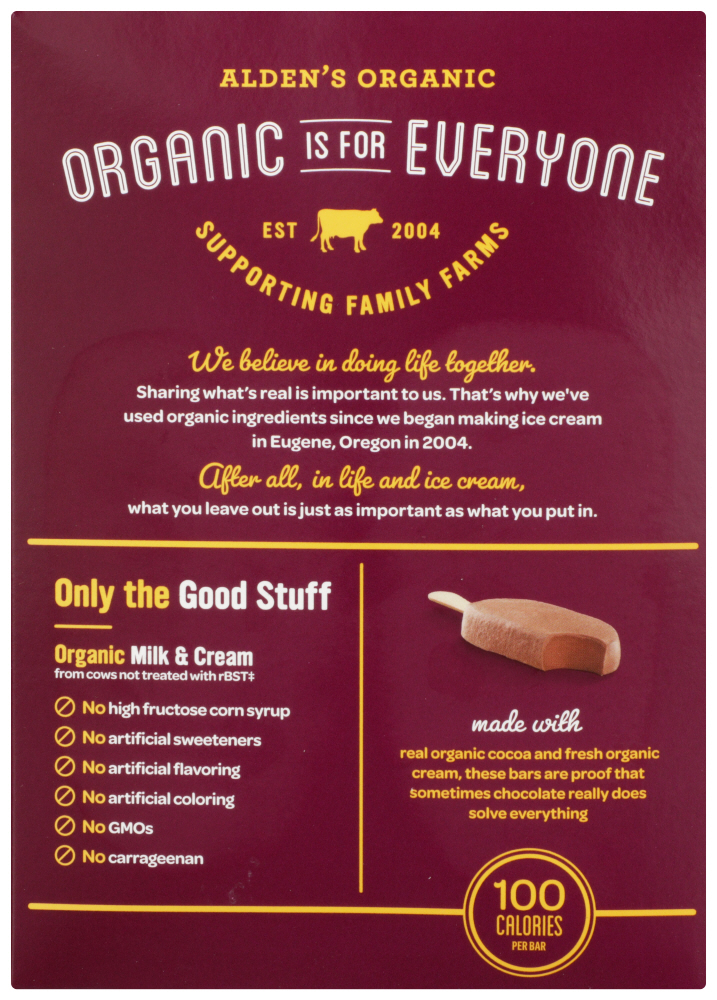 ALDEN'S ORGANIC
ORGANIC IS FOR EVERYONE
EST 2004
SUPPORTING FAMILY FARMS
We believe in doing life together.
Sharing what's real is important to us. That's why we've
used organic ingredients since we began making ice cream
in Eugene, Oregon in 2004.
After all, in life and ice cream,
what you leave out is just as important as what you put in.
Only the Good Stuff
Organic Milk & Cream
from cows not treated with rBST‡
No high fructose corn syrup
No artificial sweeteners
No artificial flavoring
No artificial coloring
No GMOs
No carrageenan
made with
real organic cocoa and fresh organic
cream, these bars are proof that
sometimes chocolate really does
solve everything
100
CALORIES
PER BAR